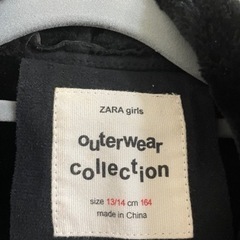 ZARA girls
outerwear
collection
size 13/14 cm 164
made in China